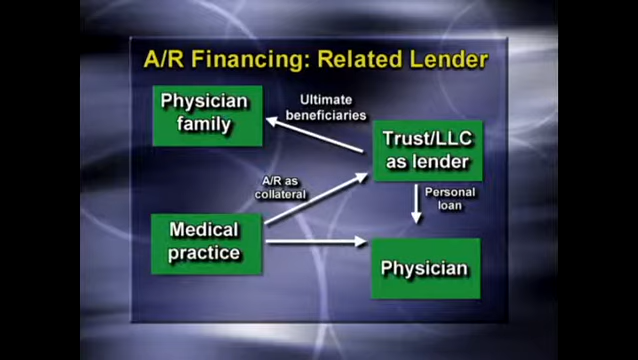 A/R Financing: Related Lender
Physician
family
Ultimate
beneficiaries
Trust/LLC
as lender
A/R as
collateral
Personal
loan
Medical
practice
Physician